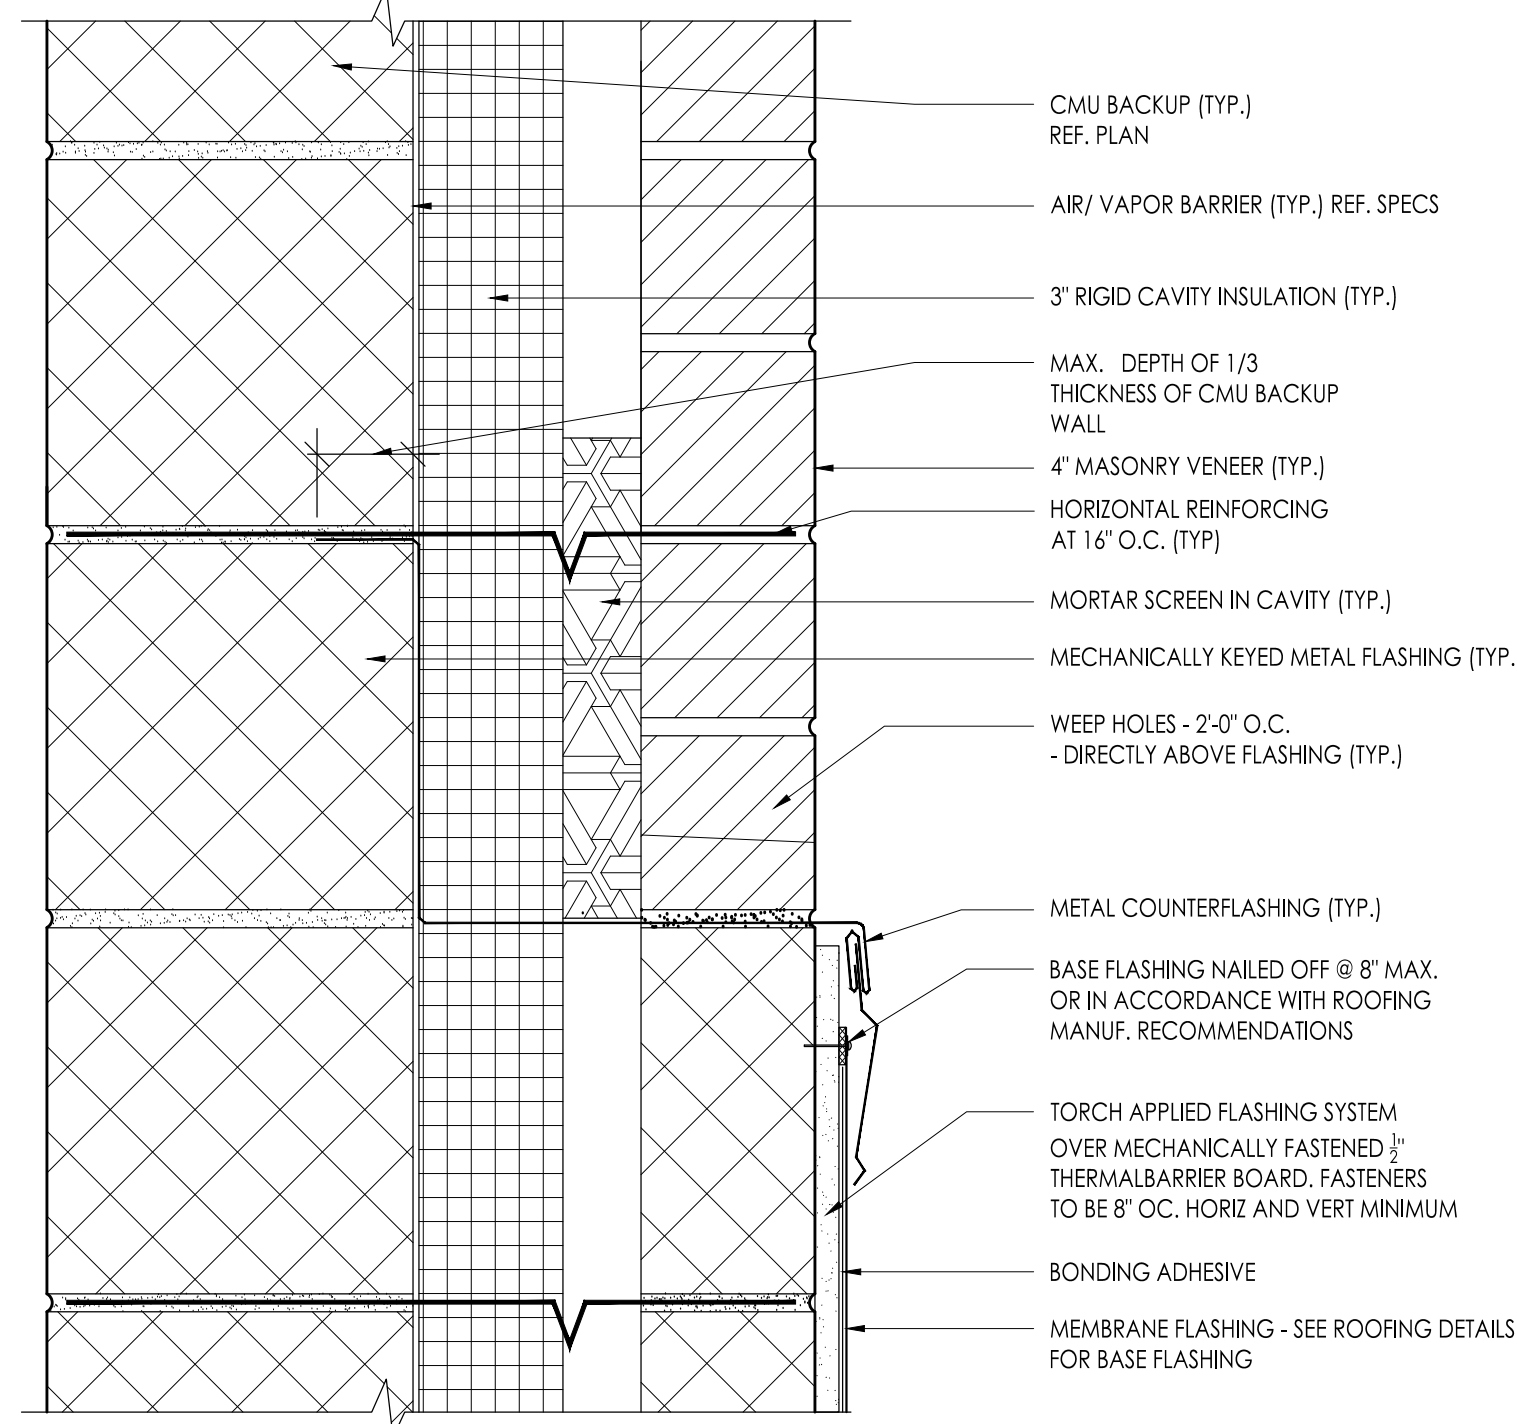 CMU BACKUP (TYP.)
REF. PLAN
AIR/ VAPOR BARRIER (TYP.) REF. SPECS
3" RIGID CAVITY INSULATION (TYP.)
MAX. DEPTH OF 1/3
THICKNESS OF CMU BACKUP
WALL
4" MASONRY VENEER (TYP.)
HORIZONTAL REINFORCING
AT 16" O.C. (TYP)
MORTAR SCREEN IN CAVITY (TYP.)
MECHANICALLY KEYED METAL FLASHING (TYP.
WEEP HOLES - 2'-0" O.C.
- DIRECTLY ABOVE FLASHING (TYP.)
METAL COUNTERFLASHING (TYP.)
BASE FLASHING NAILED OFF @ 8" MAX.
OR IN ACCORDANCE WITH ROOFING
MANUF. RECOMMENDATIONS
TORCH APPLIED FLASHING SYSTEM
OVER MECHANICALLY FASTENED 1/2"
THERMALBARRIER BOARD. FASTENERS
TO BE 8" OC. HORIZ AND VERT MINIMUM
BONDING ADHESIVE
MEMBRANE FLASHING - SEE ROOFING DETAILS
FOR BASE FLASHING